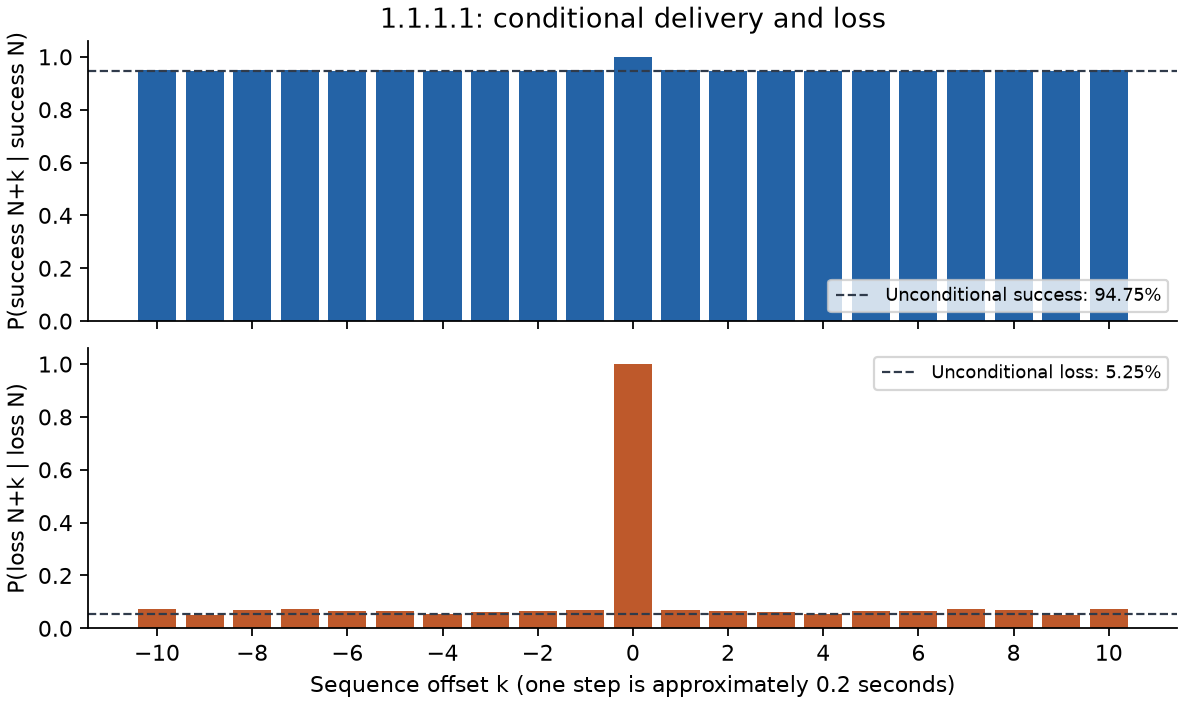 1.1.1.1: conditional delivery and loss
P(success N+k | success N)
1.0
0.8
0.6
0.4
0.2
0.0
Unconditional success: 94.75%
P(loss N+k | loss N)
1.0
0.8
0.6
0.4
0.2
0.0
Unconditional loss: 5.25%
−10 −8 −6 −4 −2 0 2 4 6 8 10
Sequence offset k (one step is approximately 0.2 seconds)